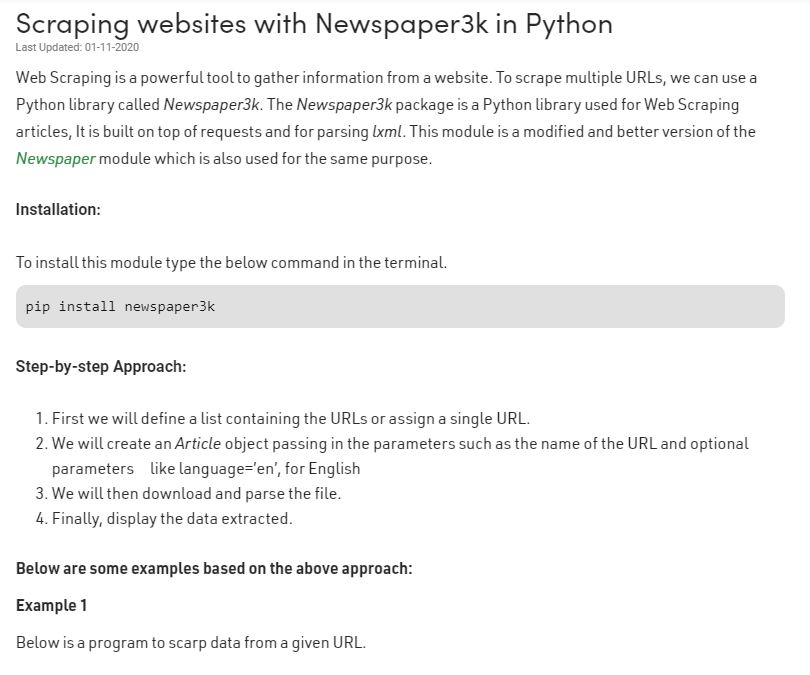 Scraping websites with Newspaper3k in Python
Last Updated: 01-11-2020
Web Scraping is a powerful tool to gather information from a website. To scrape multiple URLs, we can use a
Python library called Newspaper3k. The Newspaper3k package is a Python library used for Web Scraping
articles, It is built on top of requests and for parsing lxml. This module is a modified and better version of the
Newspaper module which is also used for the same purpose.
Installation:
To install this module type the below command in the terminal.
pip install newspaper3k
Step-by-step Approach:
1. First we will define a list containing the URLs or assign a single URL.
2. We will create an Article object passing in the parameters such as the name of the URL and optional
parameters like language='en', for English
3. We will then download and parse the file.
4. Finally, display the data extracted.
Below are some examples based on the above approach:
Example 1
Below is a program to scarp data from a given URL.